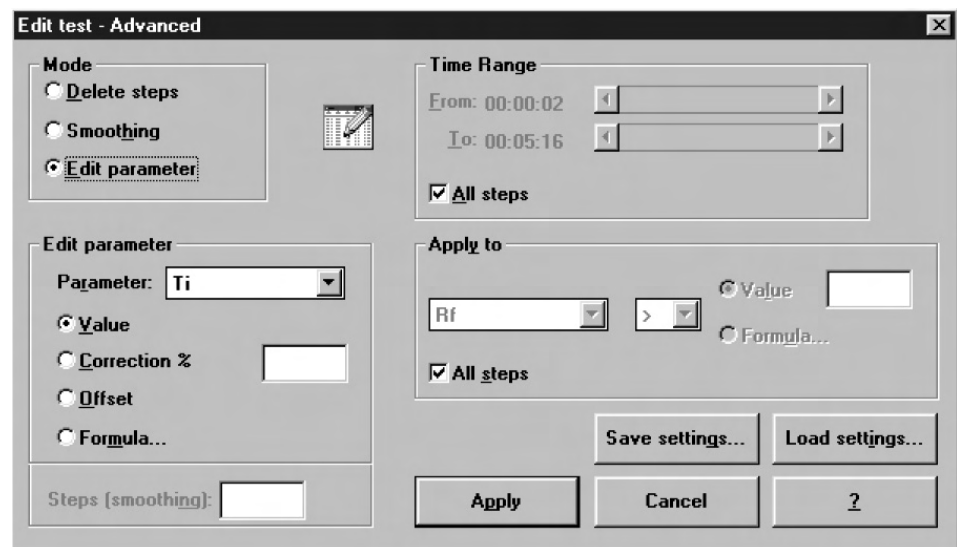 Edit test - Advanced
Mode
Delete steps
Smoothing
Edit parameter
Time Range
From: 00:00:02
To: 00:05:16
All steps
Edit parameter
Parameter: Ti
Value
Correction %
Offset
Formula...
Steps (smoothing):
Apply to
Rf >
Value
Formula...
All steps
Save settings... Load settings...
Apply Cancel ?